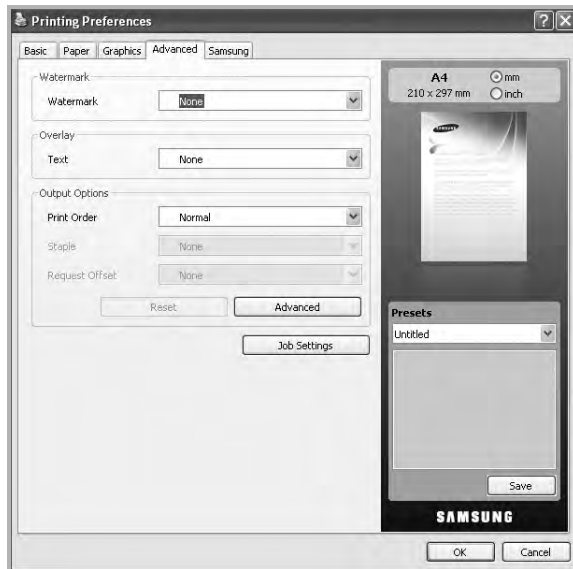 Printing Preferences
Basic Paper Graphics Advanced Samsung
Watermark
Watermark None
Overlay
Text None
Output Options
Print Order Normal
Staple None
Request Offset None
Reset Advanced
Job Settings
A4 mm
210 x 297 mm inch
SAMSUNG
Presets
Untitled
Save
SAMSUNG
OK Cancel